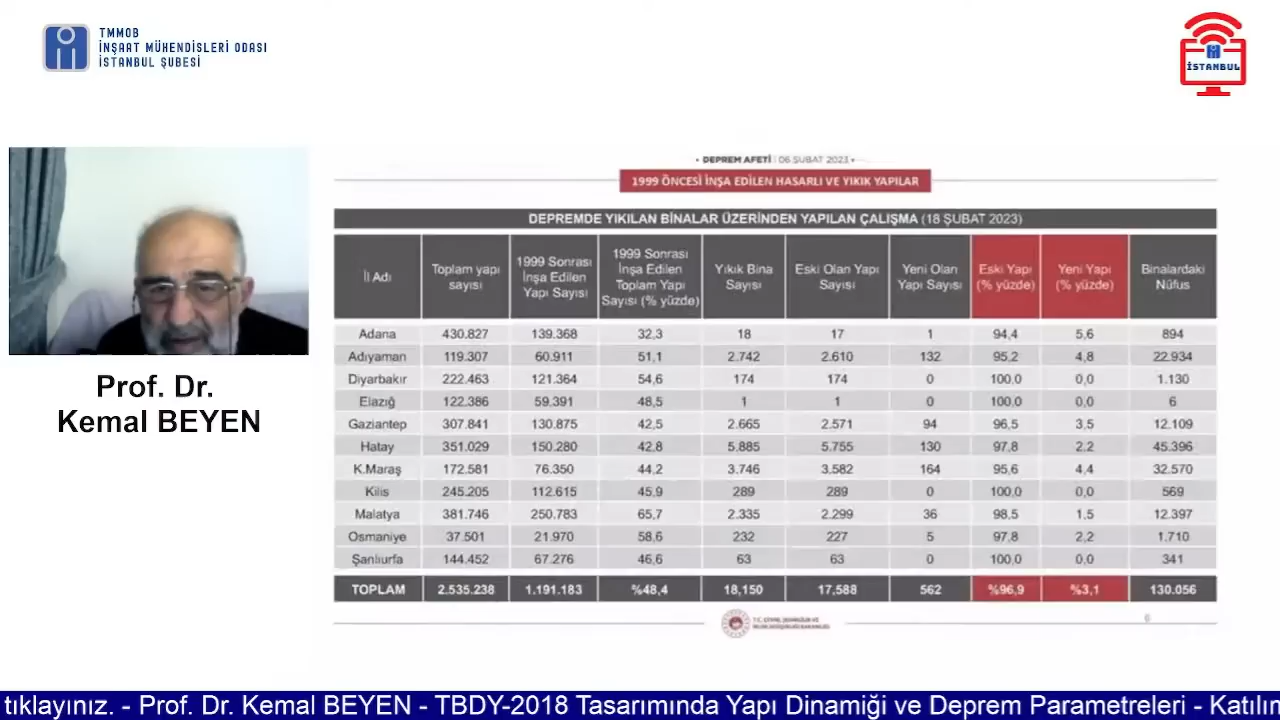 TMMOB
İNŞAAT MÜHENDİSLERİ ODASI
İSTANBUL ŞUBESİ
İSTANBUL
Prof. Dr.
Kemal BEYEN
• DEPREM AFETİ | 06 ŞUBAT 2023 •
1999 ÖNCESİ İNŞA EDİLEN HASARLI VE YIKIK YAPILAR
DEPREMDE YIKILAN BİNALAR ÜZERİNDEN YAPILAN ÇALIŞMA (18 ŞUBAT 2023)
İl Adı
Toplam yapı
sayısı
1999 Sonrası
İnşa Edilen
Yapı Sayısı
1999 Sonrası
İnşa Edilen
Toplam Yapı
Sayısı (% yüzde)
Yıkık Bina
Sayısı
Eski Olan Yapı
Sayısı
Yeni Olan
Yapı Sayısı
Eski Yapı
(% yüzde)
Yeni Yapı
(% yüzde)
Binalardaki
Nüfus
Adana 430.827 139.368 32,3 18 17 1 94,4 5,6 894
Adıyaman 119.307 60.911 51,1 2.742 2.610 132 95,2 4,8 22.934
Diyarbakır 222.463 121.364 54,6 174 174 0 100,0 0,0 1.130
Elazığ 122.386 59.391 48,5 1 1 0 100,0 0,0 6
Gaziantep 307.841 130.875 42,5 2.665 2.571 94 96,5 3,5 12.109
Hatay 351.029 150.280 42,8 5.885 5.755 130 97,8 2,2 45.396
K.Maraş 172.581 76.350 44,2 3.746 3.582 164 95,6 4,4 32.570
Kilis 245.205 112.615 45,9 289 289 0 100,0 0,0 569
Malatya 381.746 250.783 65,7 2.335 2.299 36 98,5 1,5 12.397
Osmaniye 37.501 21.970 58,6 232 227 5 97,8 2,2 1.710
Şanlıurfa 144.452 67.276 46,6 63 63 0 100,0 0,0 341
TOPLAM 2.535.238 1.191.183 %48,4 18,150 17,588 562 %96,9 %3,1 130.056
T.C. ÇEVRE, ŞEHİRCİLİK VE
İKLİM DEĞİŞİKLİĞİ BAKANLIĞI
6
tıklayınız. - Prof. Dr. Kemal BEYEN - TBDY-2018 Tasarımında Yapı Dinamiği ve Deprem Parametreleri - Katılın